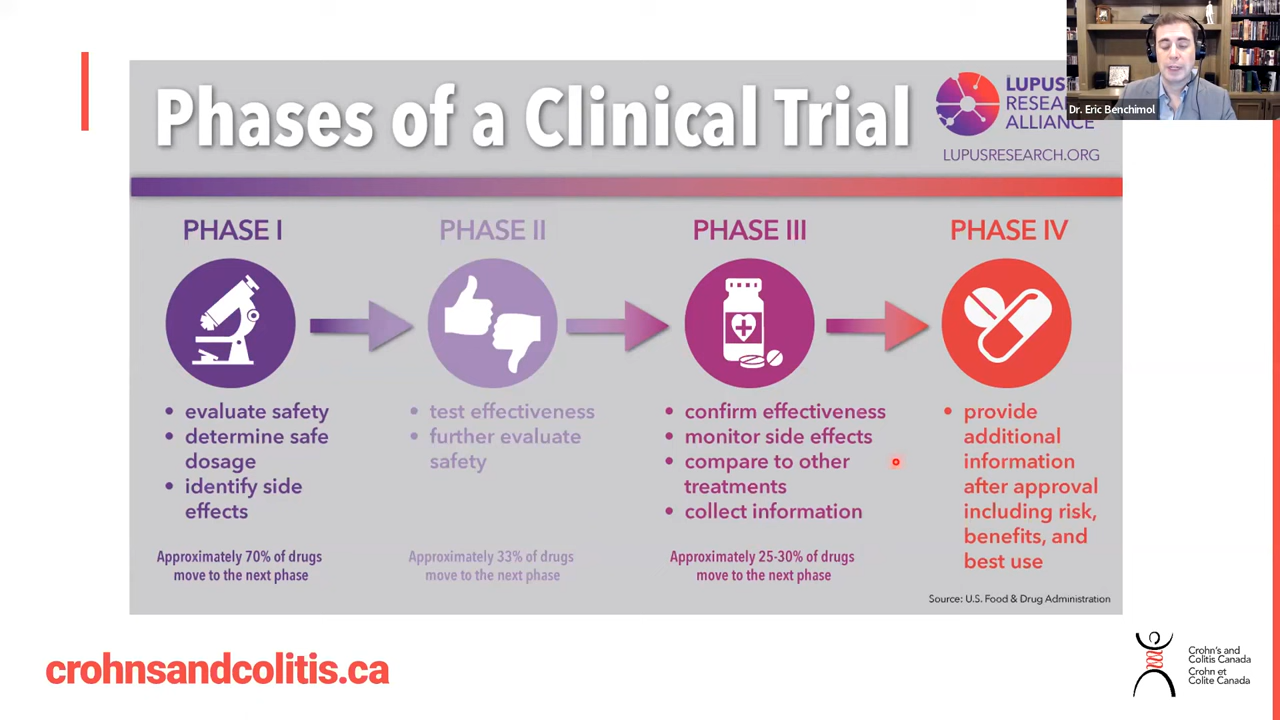 Phases of a Clinical Trial
LUPUS
RESEA
ALLIANCE
LUPUSRESEARCH.ORG
Dr. Eric Benchimol
PHASE I
• evaluate safety
• determine safe
dosage
• identify side
effects
Approximately 70% of drugs
move to the next phase
PHASE II
• test effectiveness
• further evaluate
safety
Approximately 33% of drugs
move to the next phase
PHASE III
• confirm effectiveness
• monitor side effects
• compare to other
treatments
• collect information
Approximately 25-30% of drugs
move to the next phase
PHASE IV
• provide
additional
information
after approval
including risk,
benefits, and
best use
Source: U.S. Food & Drug Administration
crohnsandcolitis.ca
Crohn's and
Colitis Canada
Crohn et
Colite Canada